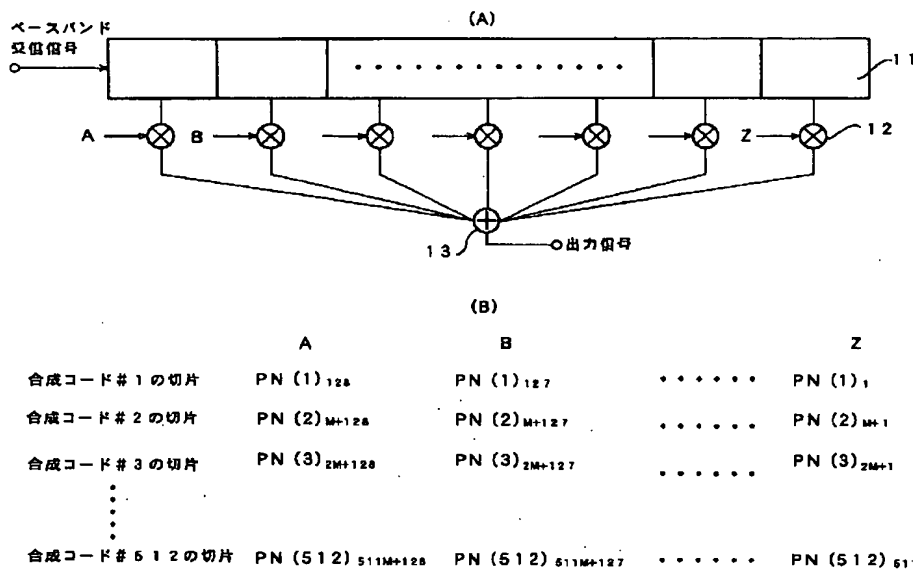 (A)
ベースバンド
受信信号
11
A
B
Z
12
13
出力信号
(B)
A B Z
合成コード#1の切片 PN (1)128 PN (1)127 ・・・・・・ PN (1)1
合成コード#2の切片 PN (2)M+128 PN (2)M+127 ・・・・・・ PN (2)M+1
合成コード#3の切片 PN (3)2M+128 PN (3)2M+127 ・・・・・・ PN (3)2M+1
合成コード#512の切片 PN (512)511M+128 PN (512)511M+127 ・・・・・・ PN (512)511